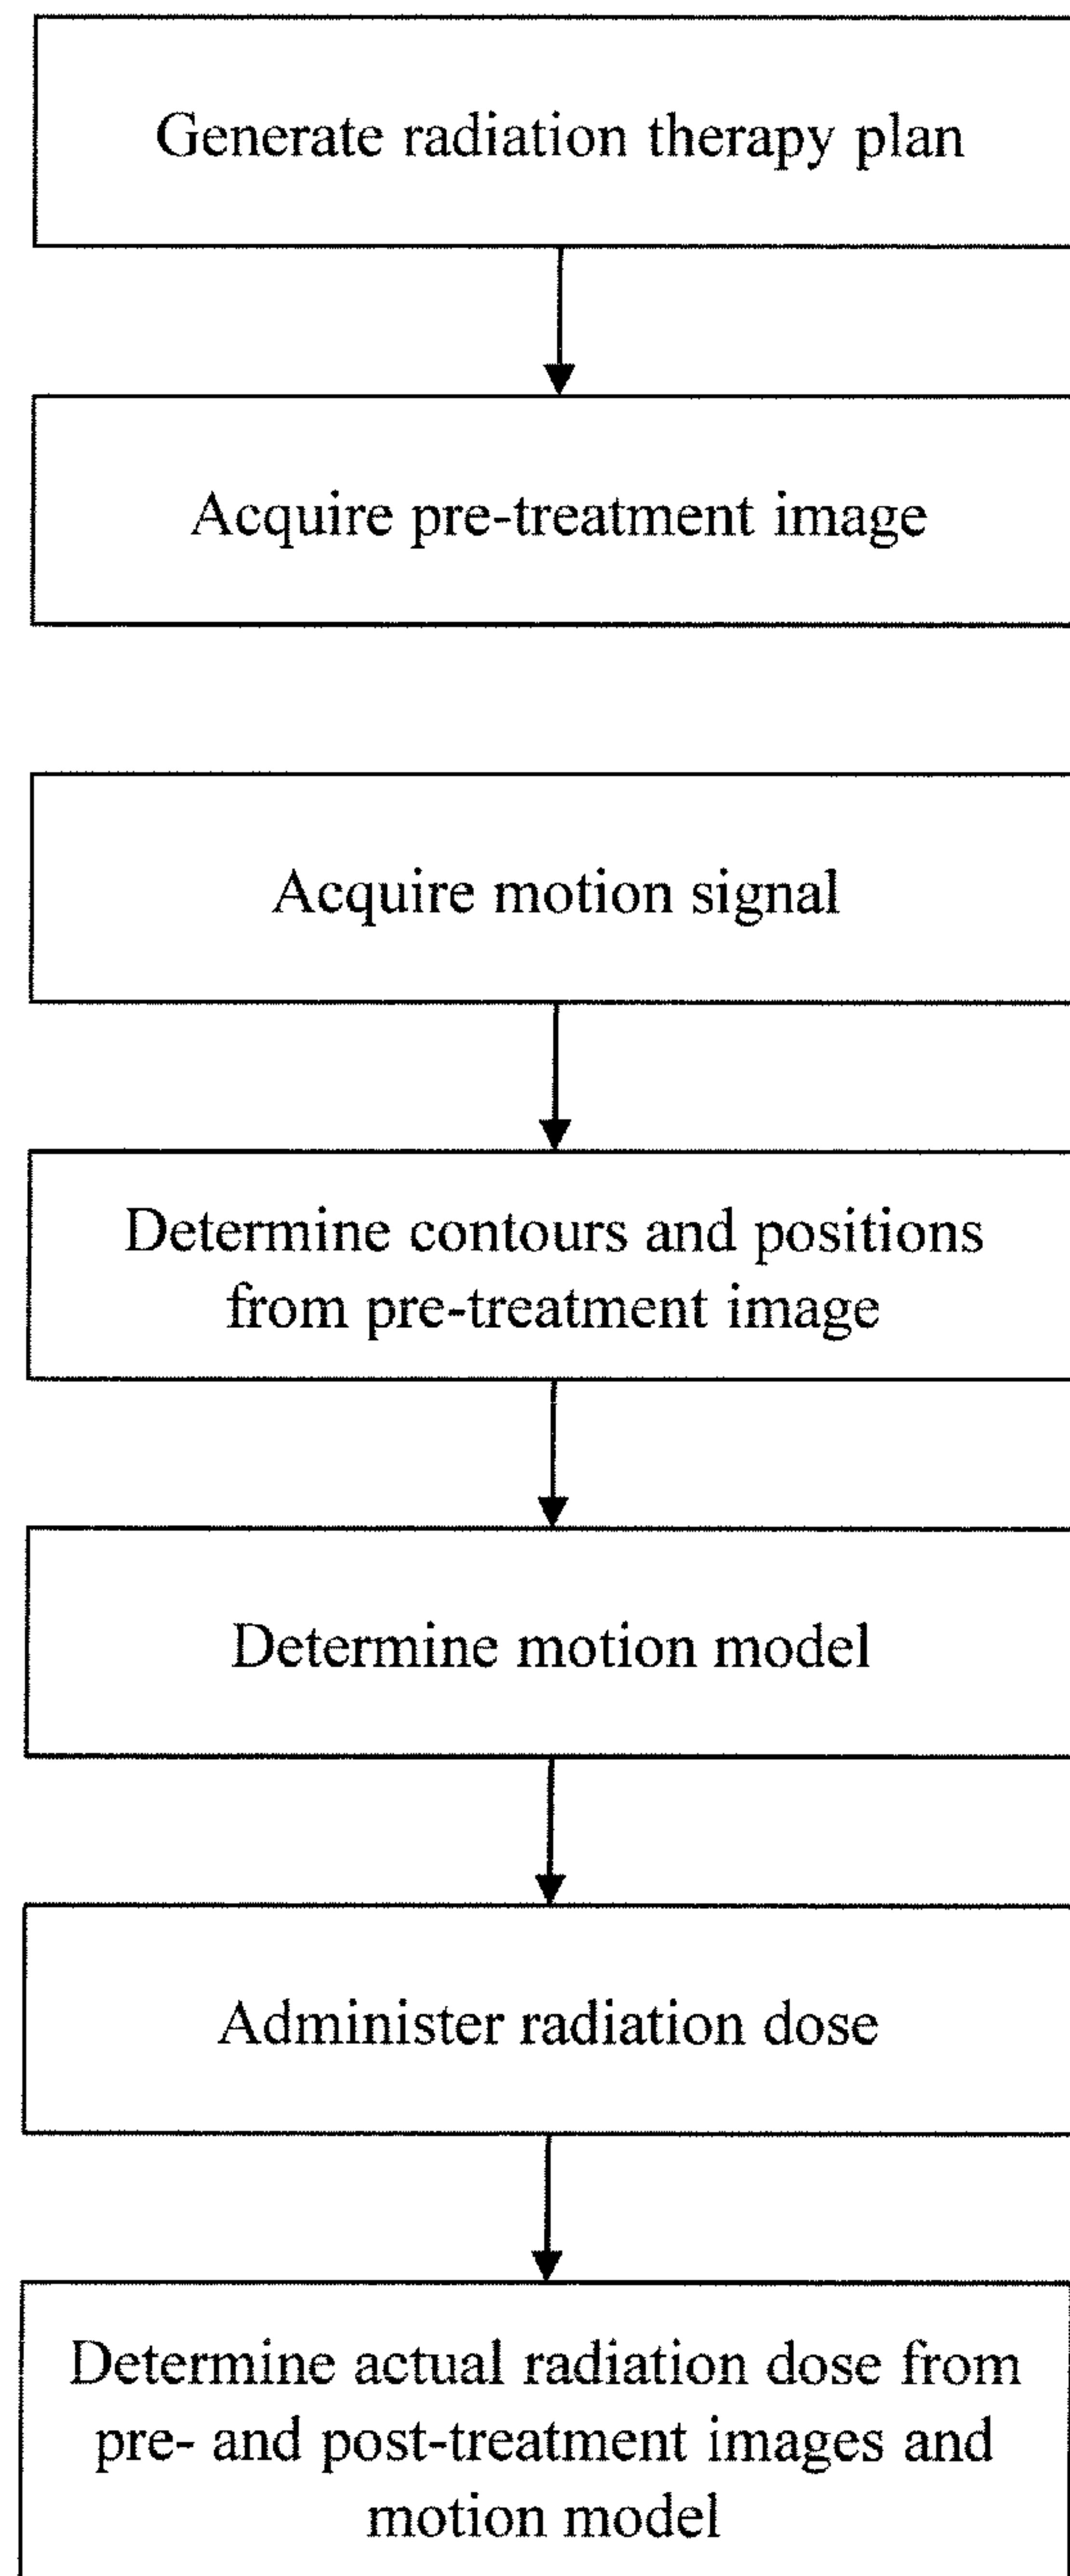 Generate radiation therapy plan
Acquire pre-treatment image
Acquire motion signal
Determine contours and positions
from pre-treatment image
Determine motion model
Administer radiation dose
Determine actual radiation dose from
pre- and post-treatment images and
motion model